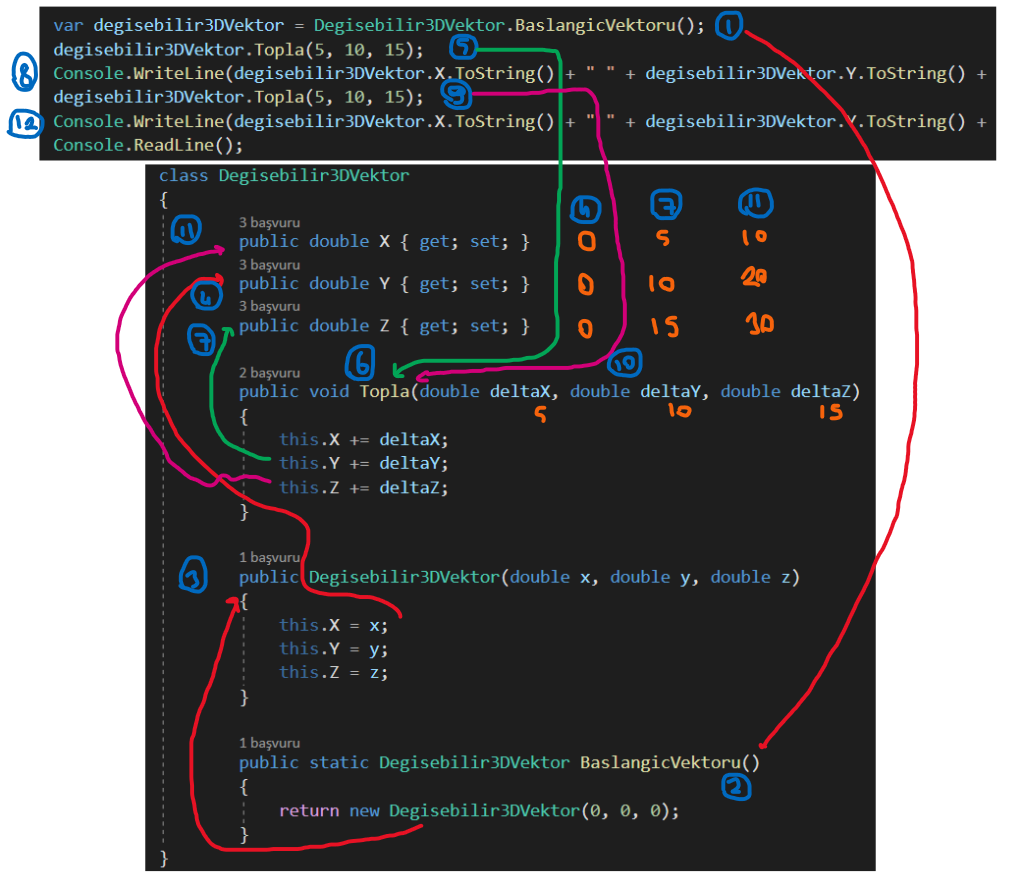 var degisebilir3DVektor = Degisebilir3DVektor.BaslangicVektoru(); 1
degisebilir3DVektor.Topla(5, 10, 15); 5
8 Console.WriteLine(degisebilir3DVektor.X.ToString() + " " + degisebilir3DVektor.Y.ToString() +
degisebilir3DVektor.Topla(5, 10, 15); 9
12 Console.WriteLine(degisebilir3DVektor.X.ToString() + " " + degisebilir3DVektor.Y.ToString() +
Console.ReadLine();
class Degisebilir3DVektor
{
4 7 11
11 3 başvuru
public double X { get; set; } 0 5 10
3 başvuru
public double Y { get; set; } 0 10 20
4
3 başvuru
public double Z { get; set; } 0 15 30
7
6 10
2 başvuru
public void Topla(double deltaX, double deltaY, double deltaZ)
5 10 15
{
this.X += deltaX;
this.Y += deltaY;
this.Z += deltaZ;
}
1 başvuru
3 public Degisebilir3DVektor(double x, double y, double z)
{
this.X = x;
this.Y = y;
this.Z = z;
}
1 başvuru
public static Degisebilir3DVektor BaslangicVektoru()
{ 2
return new Degisebilir3DVektor(0, 0, 0);
}
}